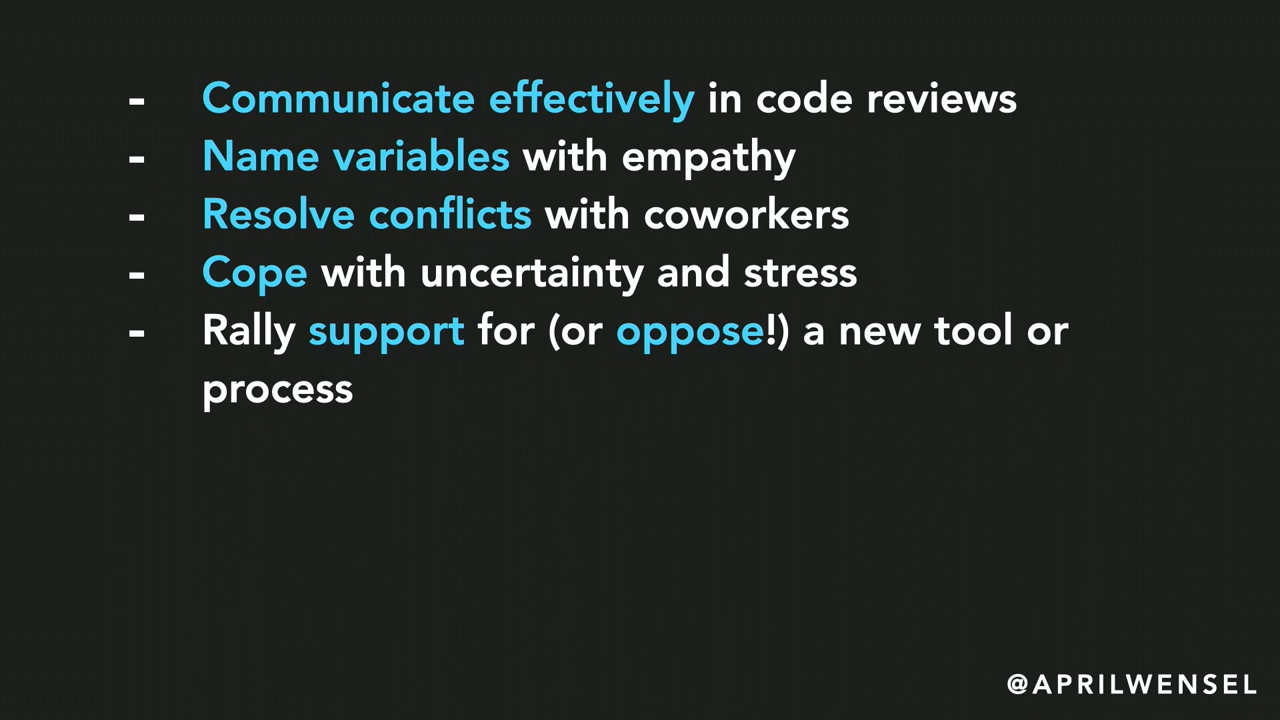 - Communicate effectively in code reviews
- Name variables with empathy
- Resolve conflicts with coworkers
- Cope with uncertainty and stress
- Rally support for (or oppose!) a new tool or
process
@APRILWENSEL